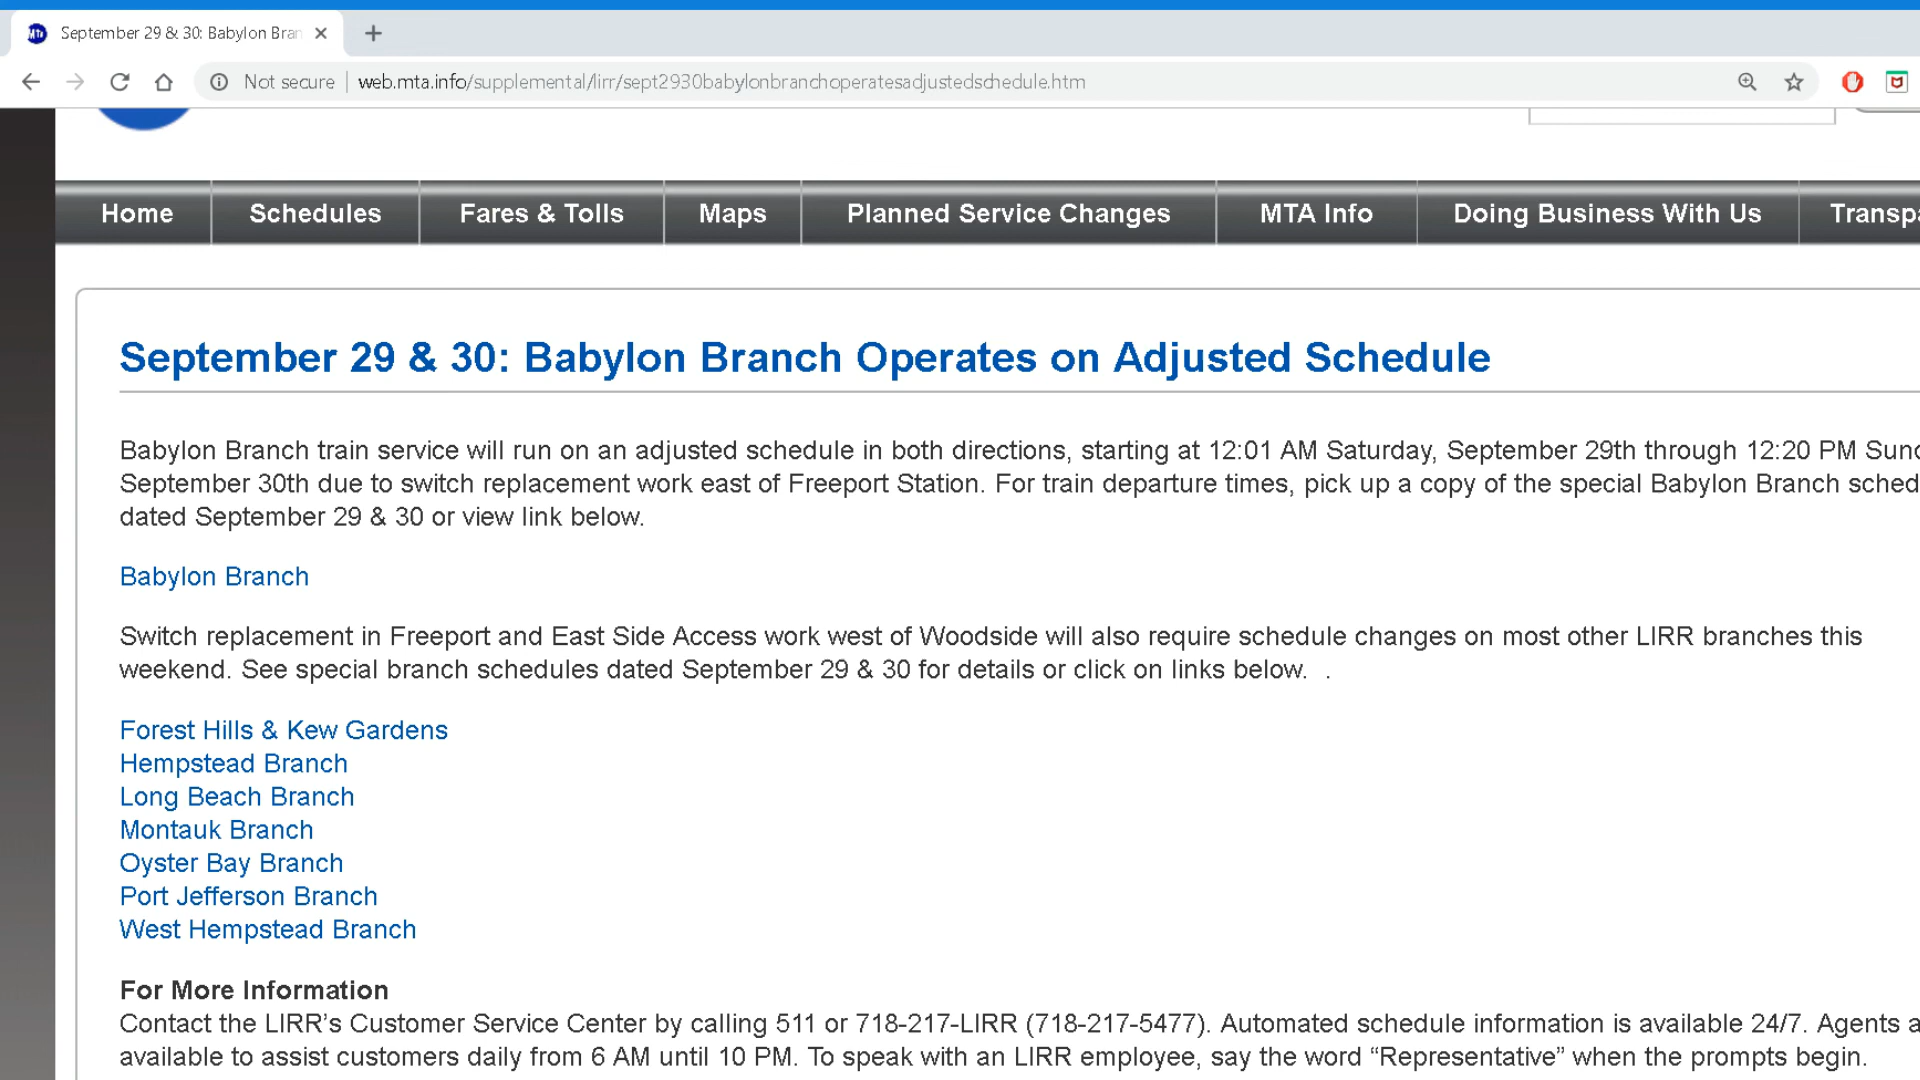 September 29 & 30: Babylon Bran
Not secure | web.mta.info/supplemental/lirr/sept2930babylonbranchoperatesadjustedschedule.htm
Home Schedules Fares & Tolls Maps Planned Service Changes MTA Info Doing Business With Us Transpa
September 29 & 30: Babylon Branch Operates on Adjusted Schedule
Babylon Branch train service will run on an adjusted schedule in both directions, starting at 12:01 AM Saturday, September 29th through 12:20 PM Sun
September 30th due to switch replacement work east of Freeport Station. For train departure times, pick up a copy of the special Babylon Branch sched
dated September 29 & 30 or view link below.
Babylon Branch
Switch replacement in Freeport and East Side Access work west of Woodside will also require schedule changes on most other LIRR branches this
weekend. See special branch schedules dated September 29 & 30 for details or click on links below.  .
Forest Hills & Kew Gardens
Hempstead Branch
Long Beach Branch
Montauk Branch
Oyster Bay Branch
Port Jefferson Branch
West Hempstead Branch
For More Information
Contact the LIRR’s Customer Service Center by calling 511 or 718-217-LIRR (718-217-5477). Automated schedule information is available 24/7. Agents a
available to assist customers daily from 6 AM until 10 PM. To speak with an LIRR employee, say the word “Representative” when the prompts begin.